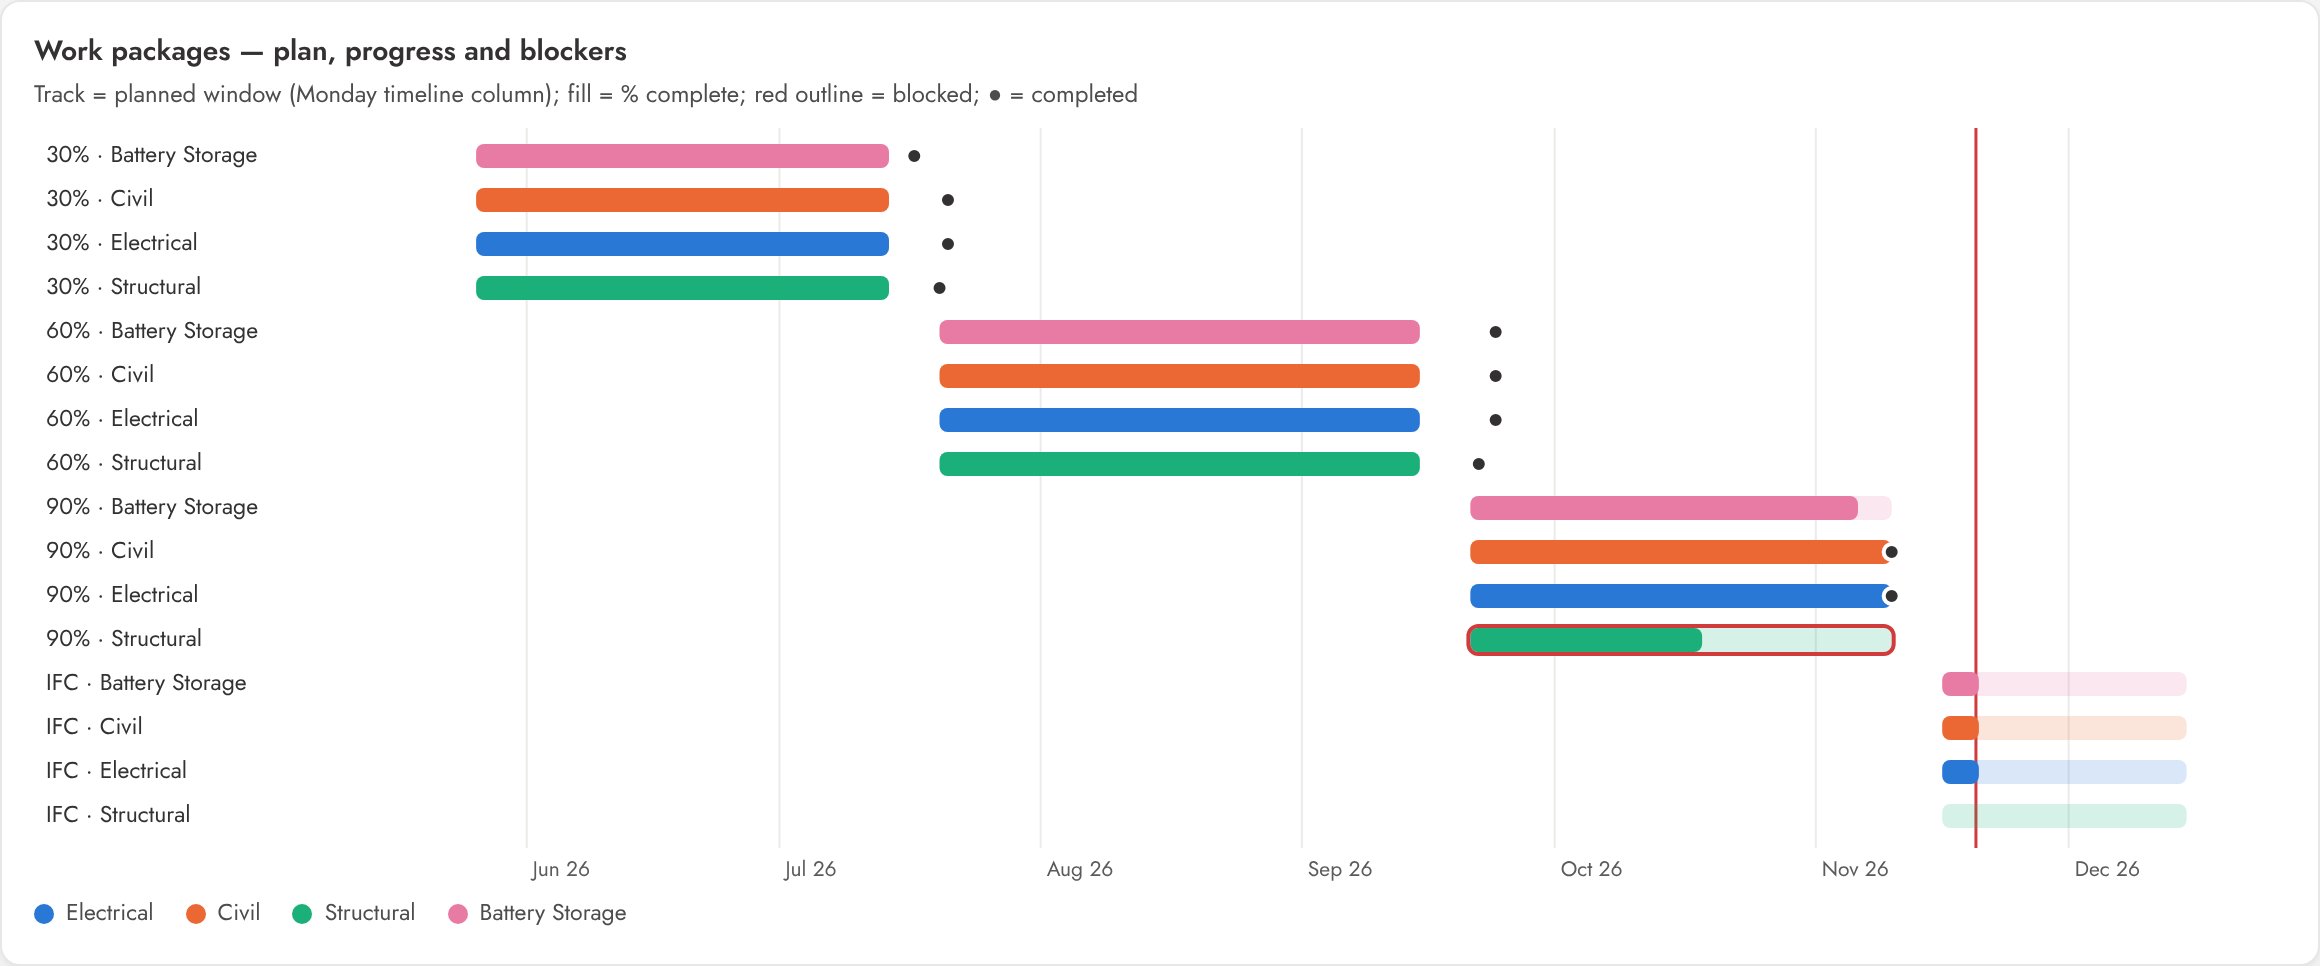 Work packages — plan, progress and blockers
Track = planned window (Monday timeline column); fill = % complete; red outline = blocked; ● = completed
30% · Battery Storage
30% · Civil
30% · Electrical
30% · Structural
60% · Battery Storage
60% · Civil
60% · Electrical
60% · Structural
90% · Battery Storage
90% · Civil
90% · Electrical
90% · Structural
IFC · Battery Storage
IFC · Civil
IFC · Electrical
IFC · Structural
Jun 26 Jul 26 Aug 26 Sep 26 Oct 26 Nov 26 Dec 26
Electrical Civil Structural Battery Storage